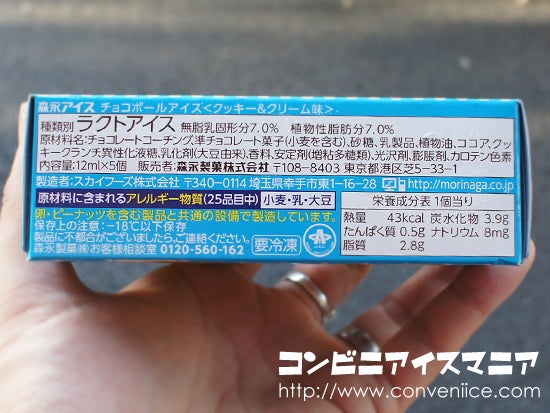 森永アイス チョコボールアイス<クッキー&クリーム味>
種類別 ラクトアイス 無脂乳固形分7.0% 植物性脂肪分7.0%
原材料名:チョコレートコーチング、準チョコレート菓子(小麦を含む)、砂糖、乳製品、植物油、ココア、クッ
キークランチ、異性化液糖、乳化剤(大豆由来)、香料、安定剤(増粘多糖類)、光沢剤、膨脹剤、カロテン色素
内容量:12ml×5個 販売者:森永製菓株式会社 〒108-8403 東京都港区芝5-33-1
製造者:スカイフーズ株式会社 〒340-0114 埼玉県幸手市東1-16-28 http://morinaga.co.jp
原材料に含まれるアレルギー物質(25品目中) 小麦・乳・大豆
卵・ピーナッツを含む製品と共通の設備で製造しています。
保存上の注意:-18℃以下保存
製品に不都合がございましたらご連絡ください。
森永製菓㈱お客様相談室 0120-560-162
要冷凍
栄養成分表 1個当り
熱量 43kcal 炭水化物 3.9g
たんぱく質 0.5g ナトリウム 8mg
脂質 2.8g
コンビニアイスマニア
http://www.conveniice.com/